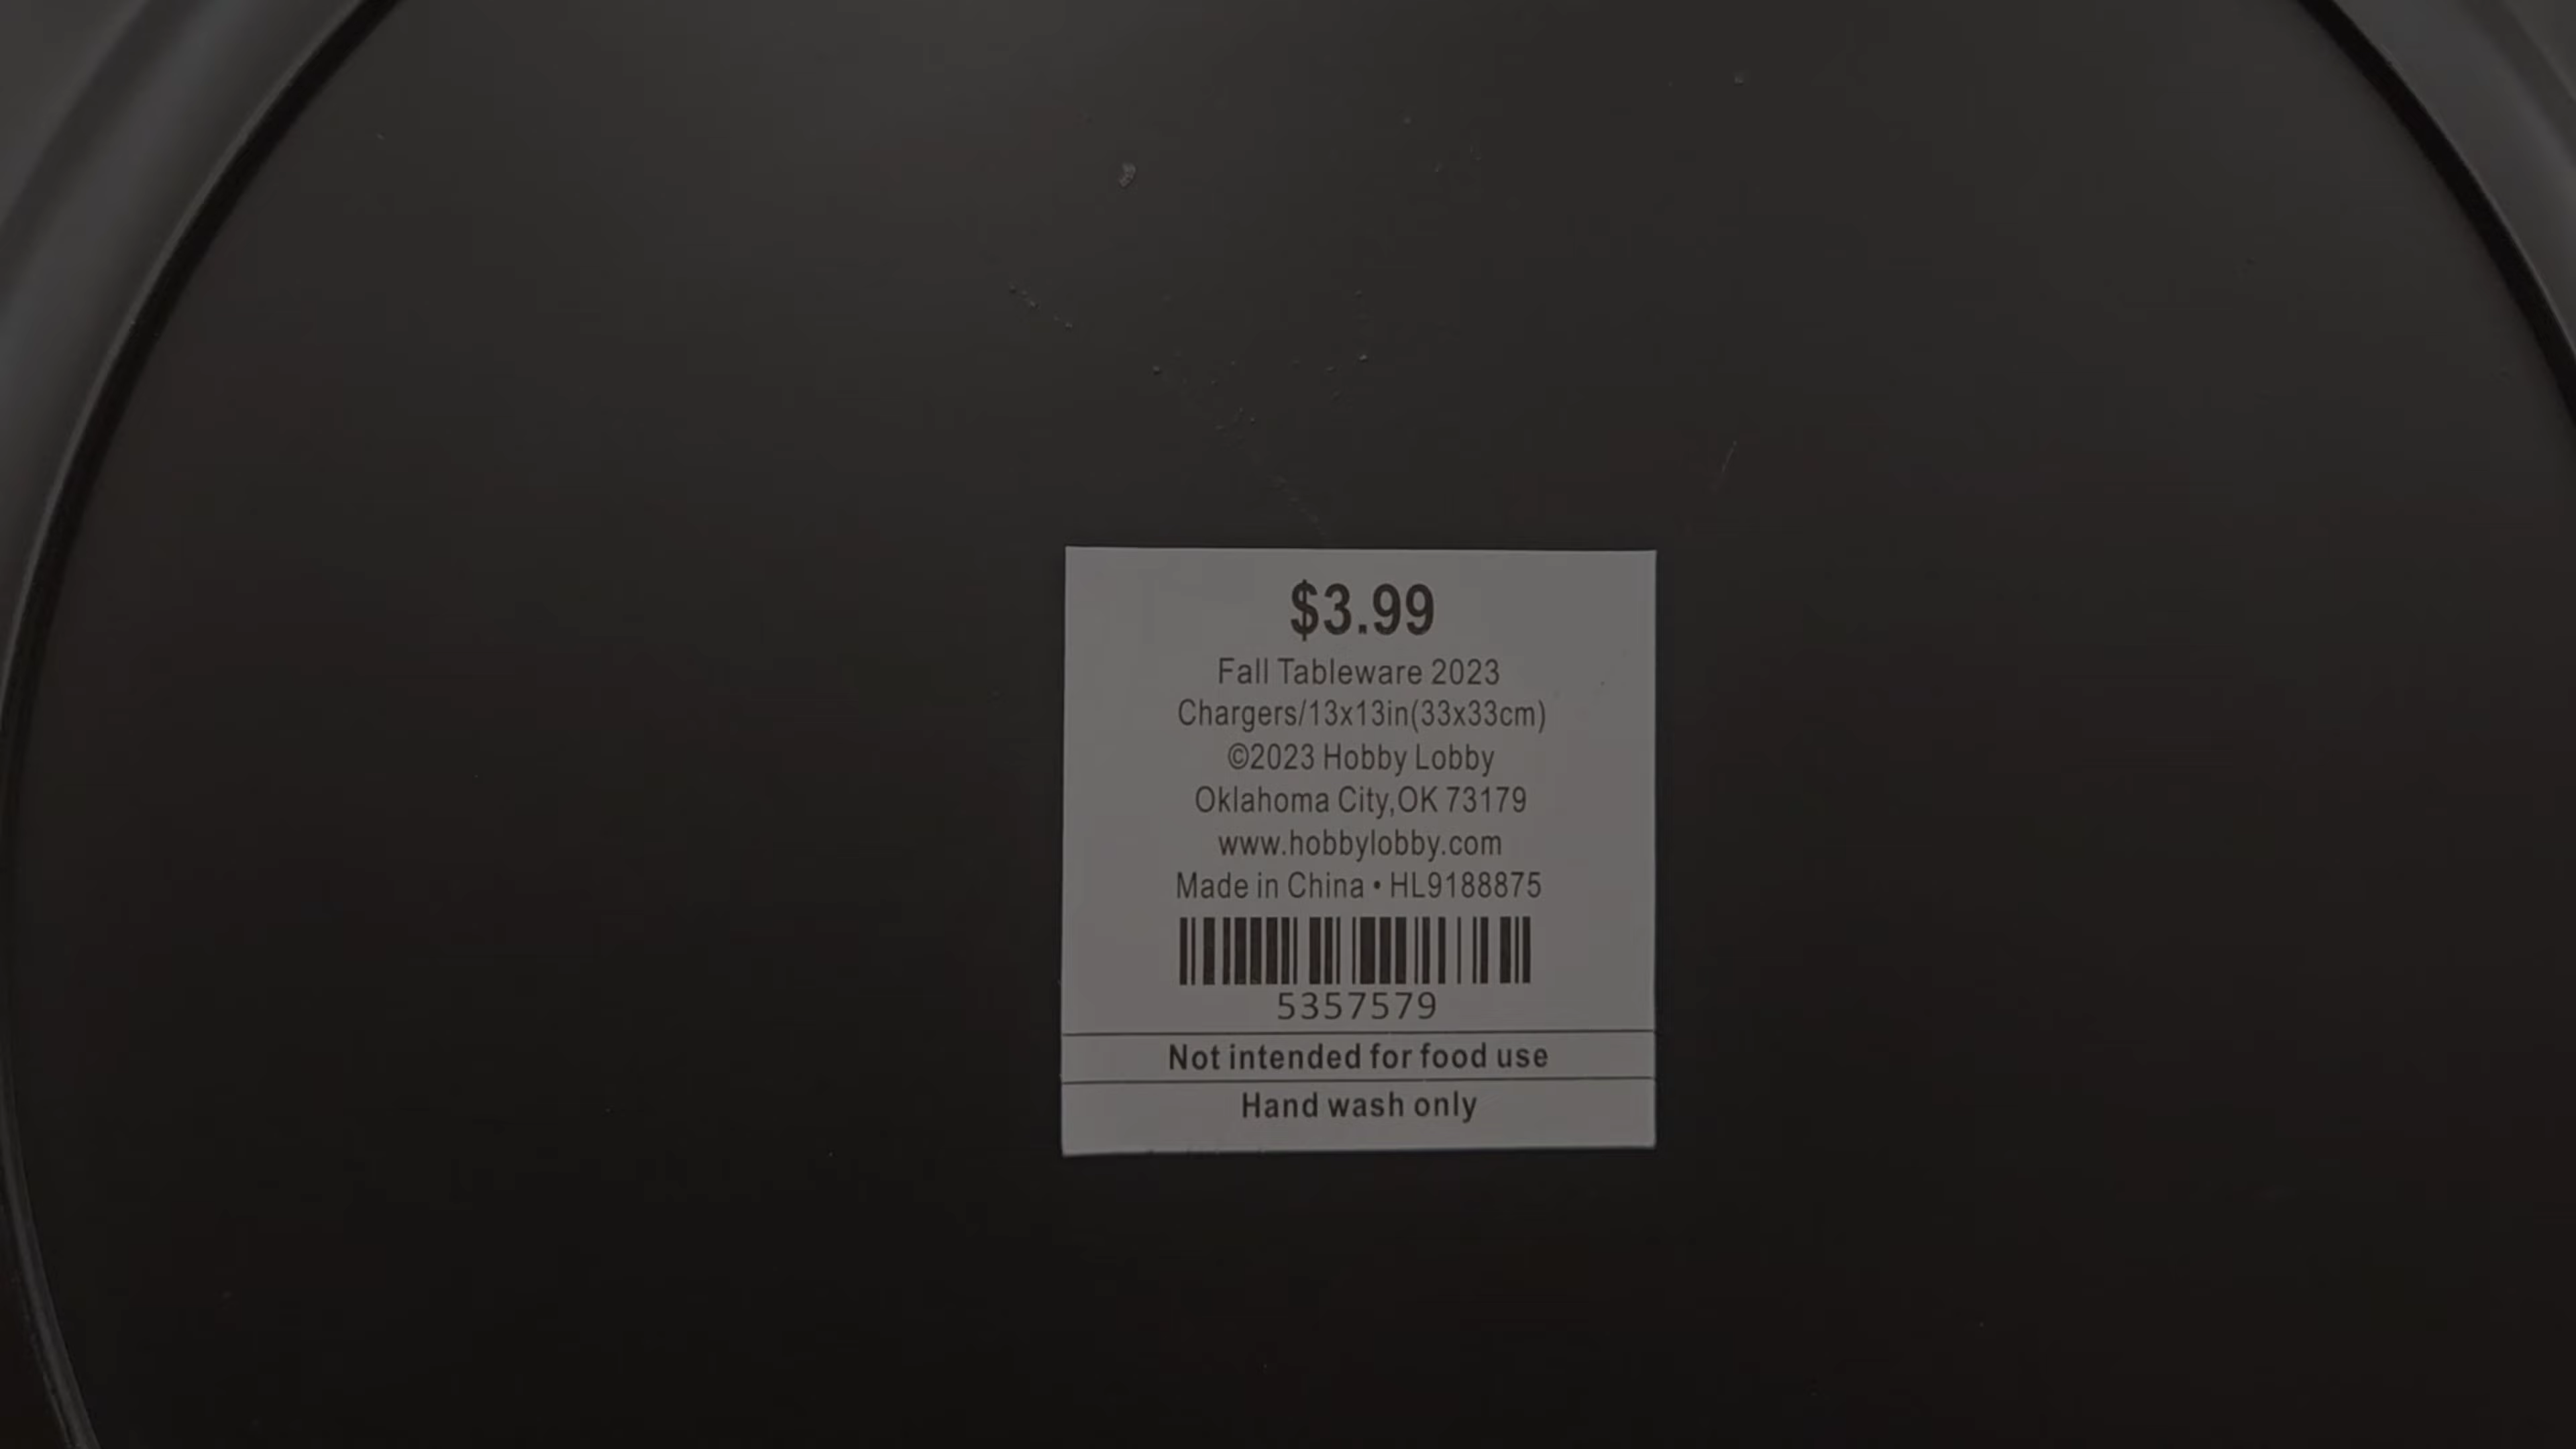 $3.99
Fall Tableware 2023
Chargers/13x13in(33x33cm)
©2023 Hobby Lobby
Oklahoma City,OK 73179
www.hobbylobby.com
Made in China • HL9188875
5357579
Not intended for food use
Hand wash only